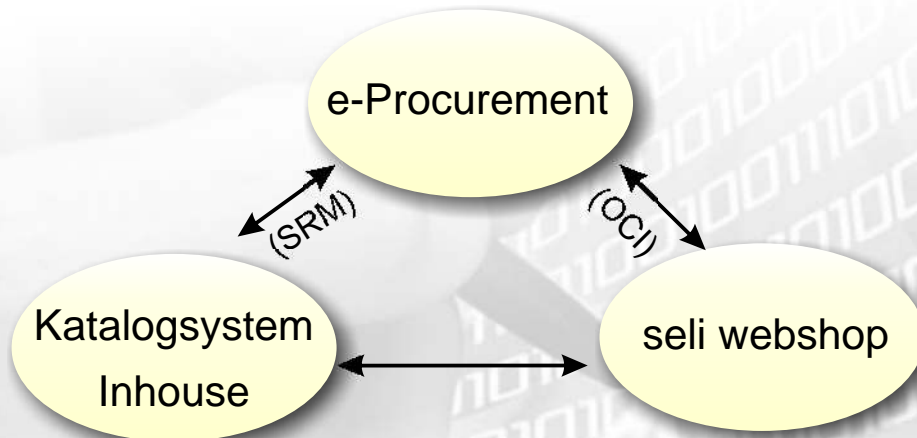 e-Procurement
(SRM)
(OCI)
Katalogsystem
Inhouse
seli webshop